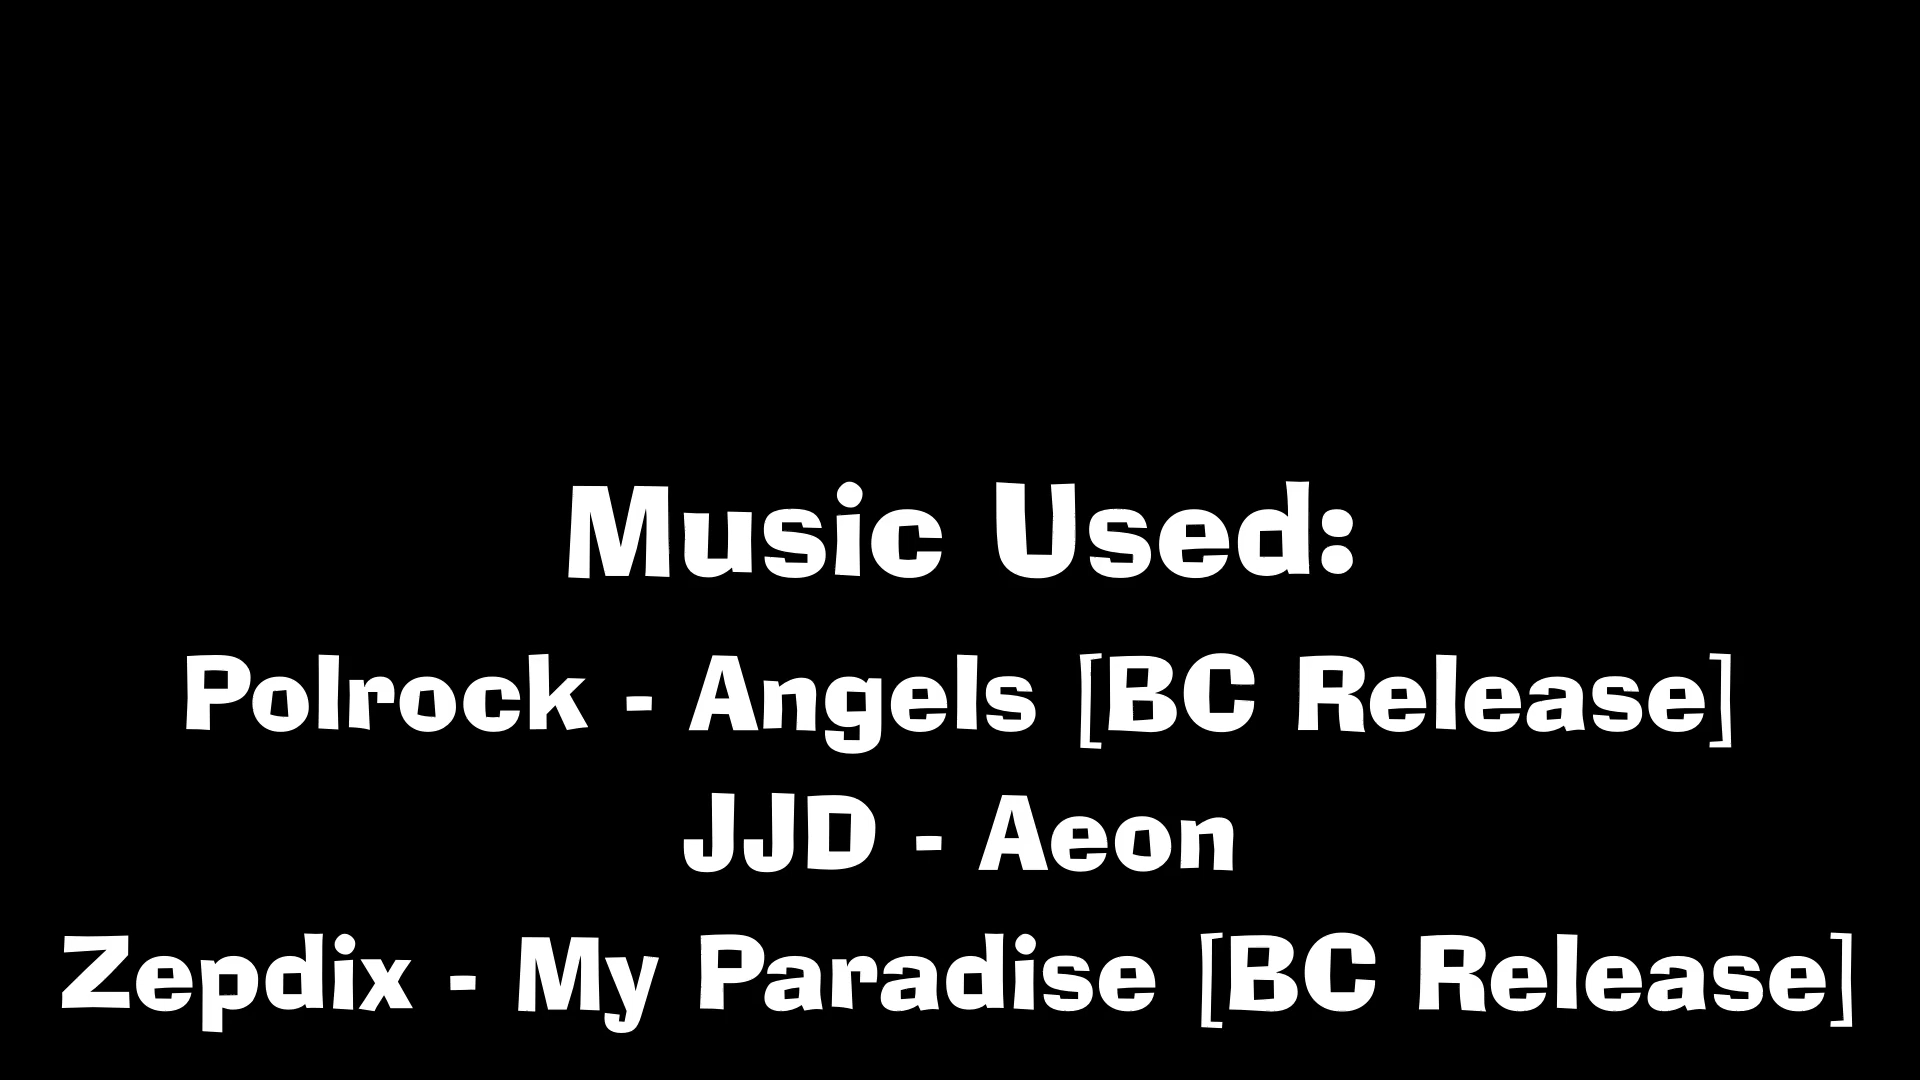 Music Used:
Polrock - Angels [BC Release]
JJD - Aeon
Zepdix - My Paradise [BC Release]